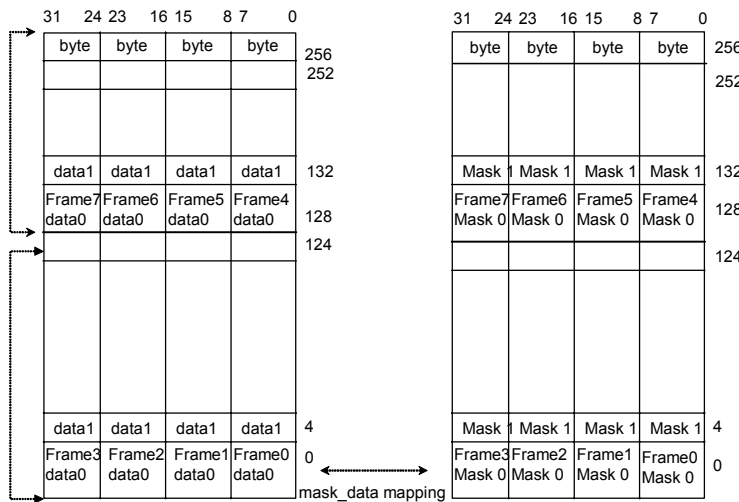 31 24 23 16 15 8 7 0
31 24 23 16 15 8 7 0
byte byte byte byte 256
byte byte byte byte 256
252
252
data1 data1 data1 data1 132
Mask 1 Mask 1 Mask 1 Mask 1 132
Frame7 Frame6 Frame5 Frame4
data0 data0 data0 data0 128
Frame7 Frame6 Frame5 Frame4
Mask 0 Mask 0 Mask 0 Mask 0 128
124
124
data1 data1 data1 data1 4
Mask 1 Mask 1 Mask 1 Mask 1 4
Frame3 Frame2 Frame1 Frame0
data0 data0 data0 data0 0
Frame3 Frame2 Frame1 Frame0
Mask 0 Mask 0 Mask 0 Mask 0 0
mask_data mapping